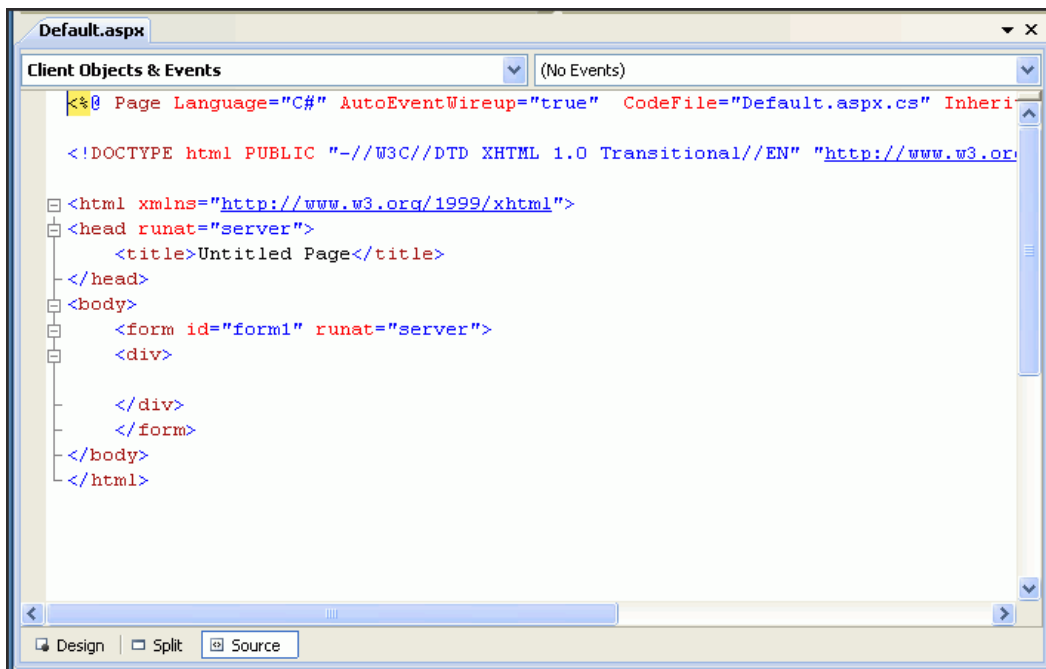 Default.aspx
Client Objects & Events
(No Events)
<%@ Page Language="C#" AutoEventWireup="true"  CodeFile="Default.aspx.cs" Inheri
<!DOCTYPE html PUBLIC "-//W3C//DTD XHTML 1.0 Transitional//EN" "http://www.w3.or
<html xmlns="http://www.w3.org/1999/xhtml">
<head runat="server">
    <title>Untitled Page</title>
</head>
<body>
    <form id="form1" runat="server">
    <div>
    </div>
    </form>
</body>
</html>
Design
Split
Source